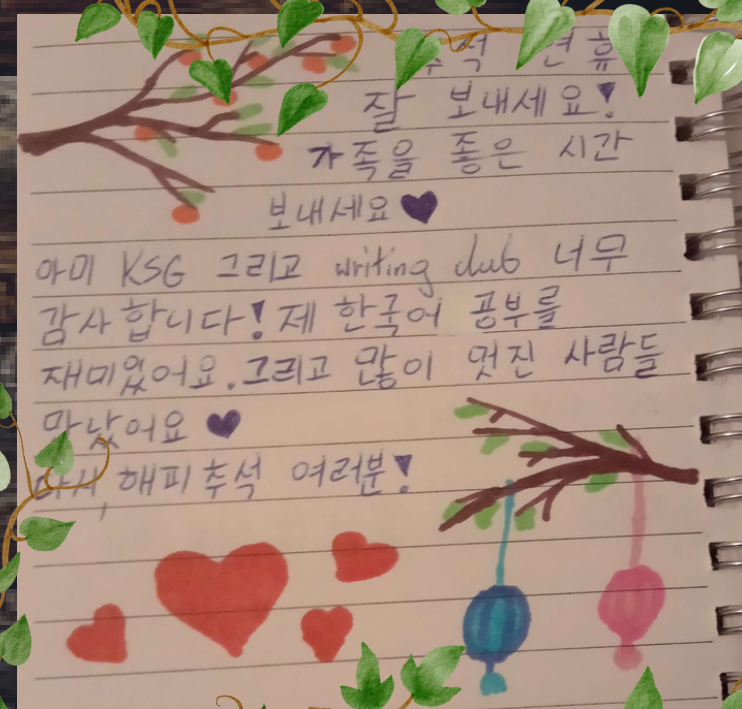 추석 연휴
잘 보내세요!
가족을 좋은 시간
보내세요♥
아미 KSG 그리고 writing club 너무
감사합니다! 제 한국어 공부를
재미있어요. 그리고 많이 멋진 사람들
만났어요 ♥
다시, 해피 추석 여러분!